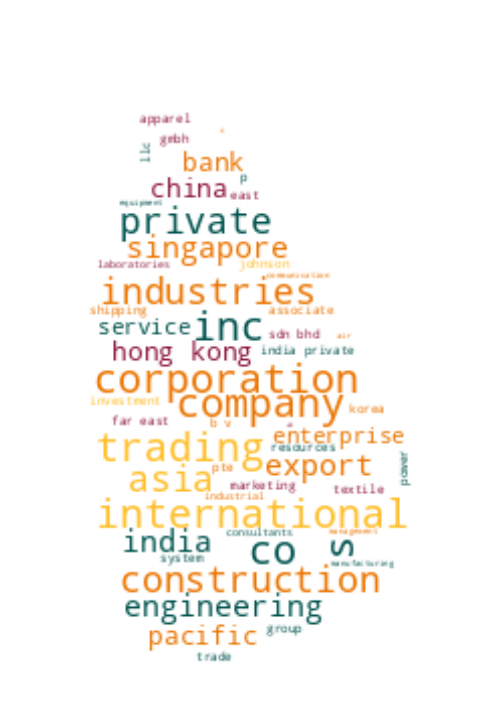 apparel
c
gmbh
llc
bank
p
china east
equipment
private
singapore
laboratories johnson
communication
industries
shipping associate
service inc sdn bhd air
hong kong india private
corporation
investment company korea
far east b v a
trading enterprise
resources
asia pte export power
marketing textile
industrial
international
consultants management
india co s
system manufacturing
construction
engineering
pacific group
trade